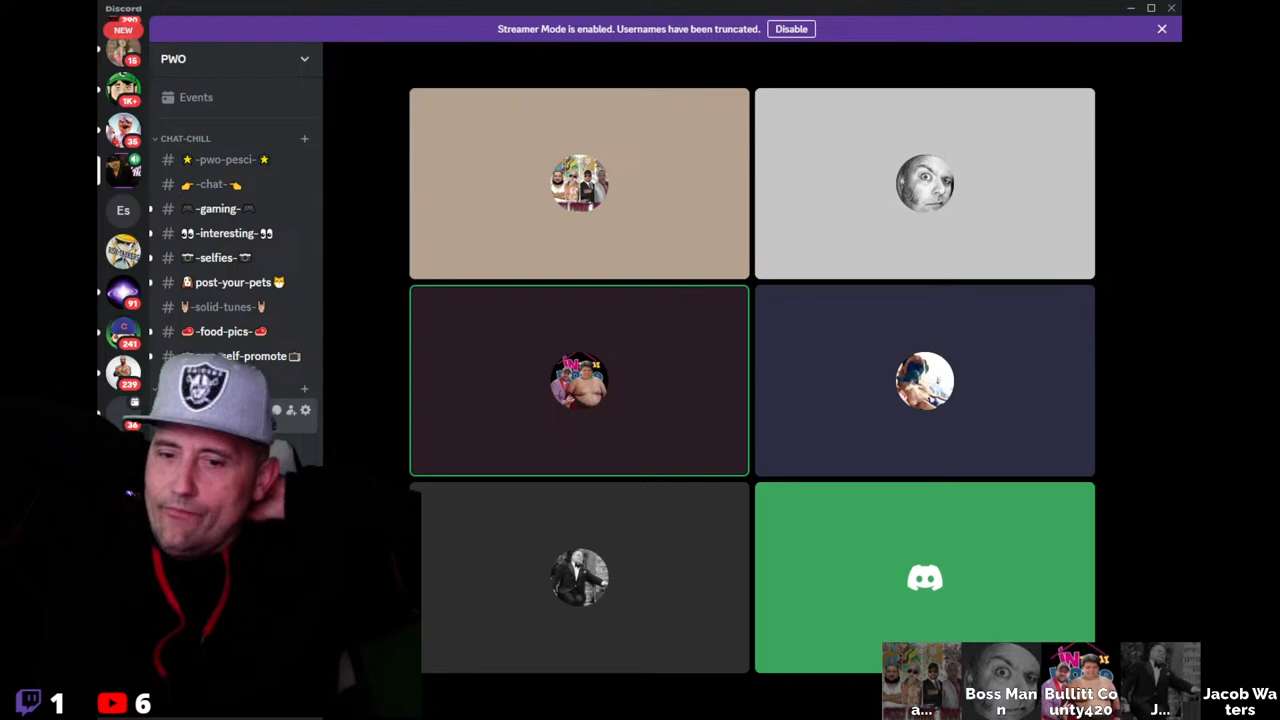 Discord
290
NEW
Streamer Mode is enabled. Usernames have been truncated.
Disable
15
PWO
1K+
Events
35
CHAT-CHILL
# ⭐-pwo-pesci-⭐
# 👉-chat-👈
Es
# 🎮-gaming-🎮
# 👀-interesting-👀
# 📷-selfies-📷
# 🐶post-your-pets🐱
91
# 🤘-solid-tunes-🤘
# 🥩-food-pics-🥩
241
self-promote📺
239
36
1
6
a...
Boss Man
n
Bullitt Co
unty420
J...
Jacob Wa
ters